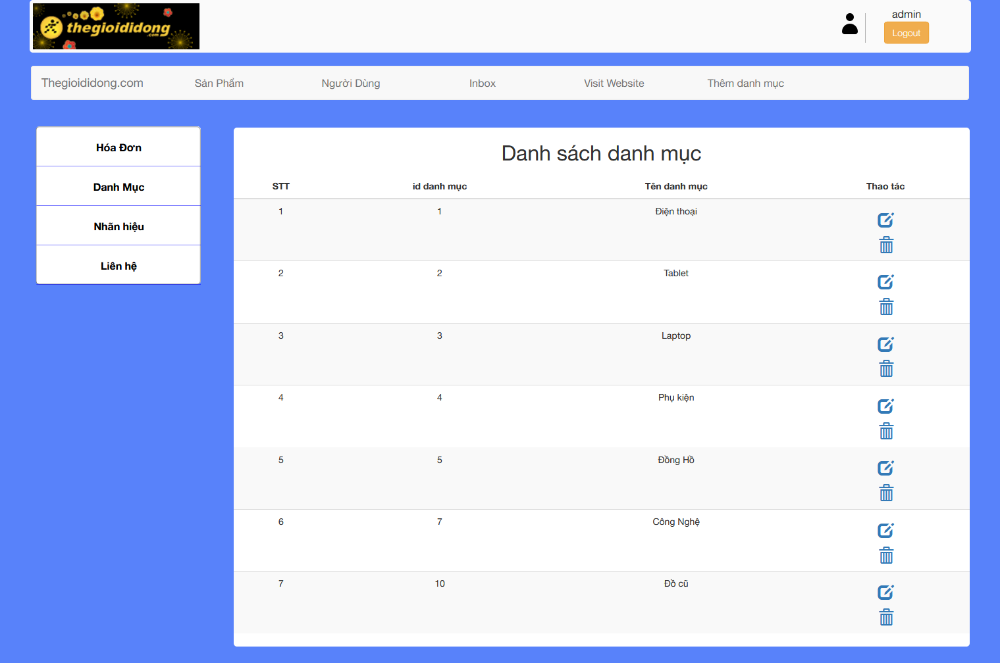 thegioididong
.com
admin
Logout
Thegioididong.com Sản Phẩm Người Dùng Inbox Visit Website Thêm danh mục
Hóa Đơn
Danh Mục
Nhãn hiệu
Liên hệ
Danh sách danh mục
STT id danh mục Tên danh mục Thao tác
1 1 Điện thoại
2 2 Tablet
3 3 Laptop
4 4 Phụ kiện
5 5 Đồng Hồ
6 7 Công Nghệ
7 10 Đồ cũ